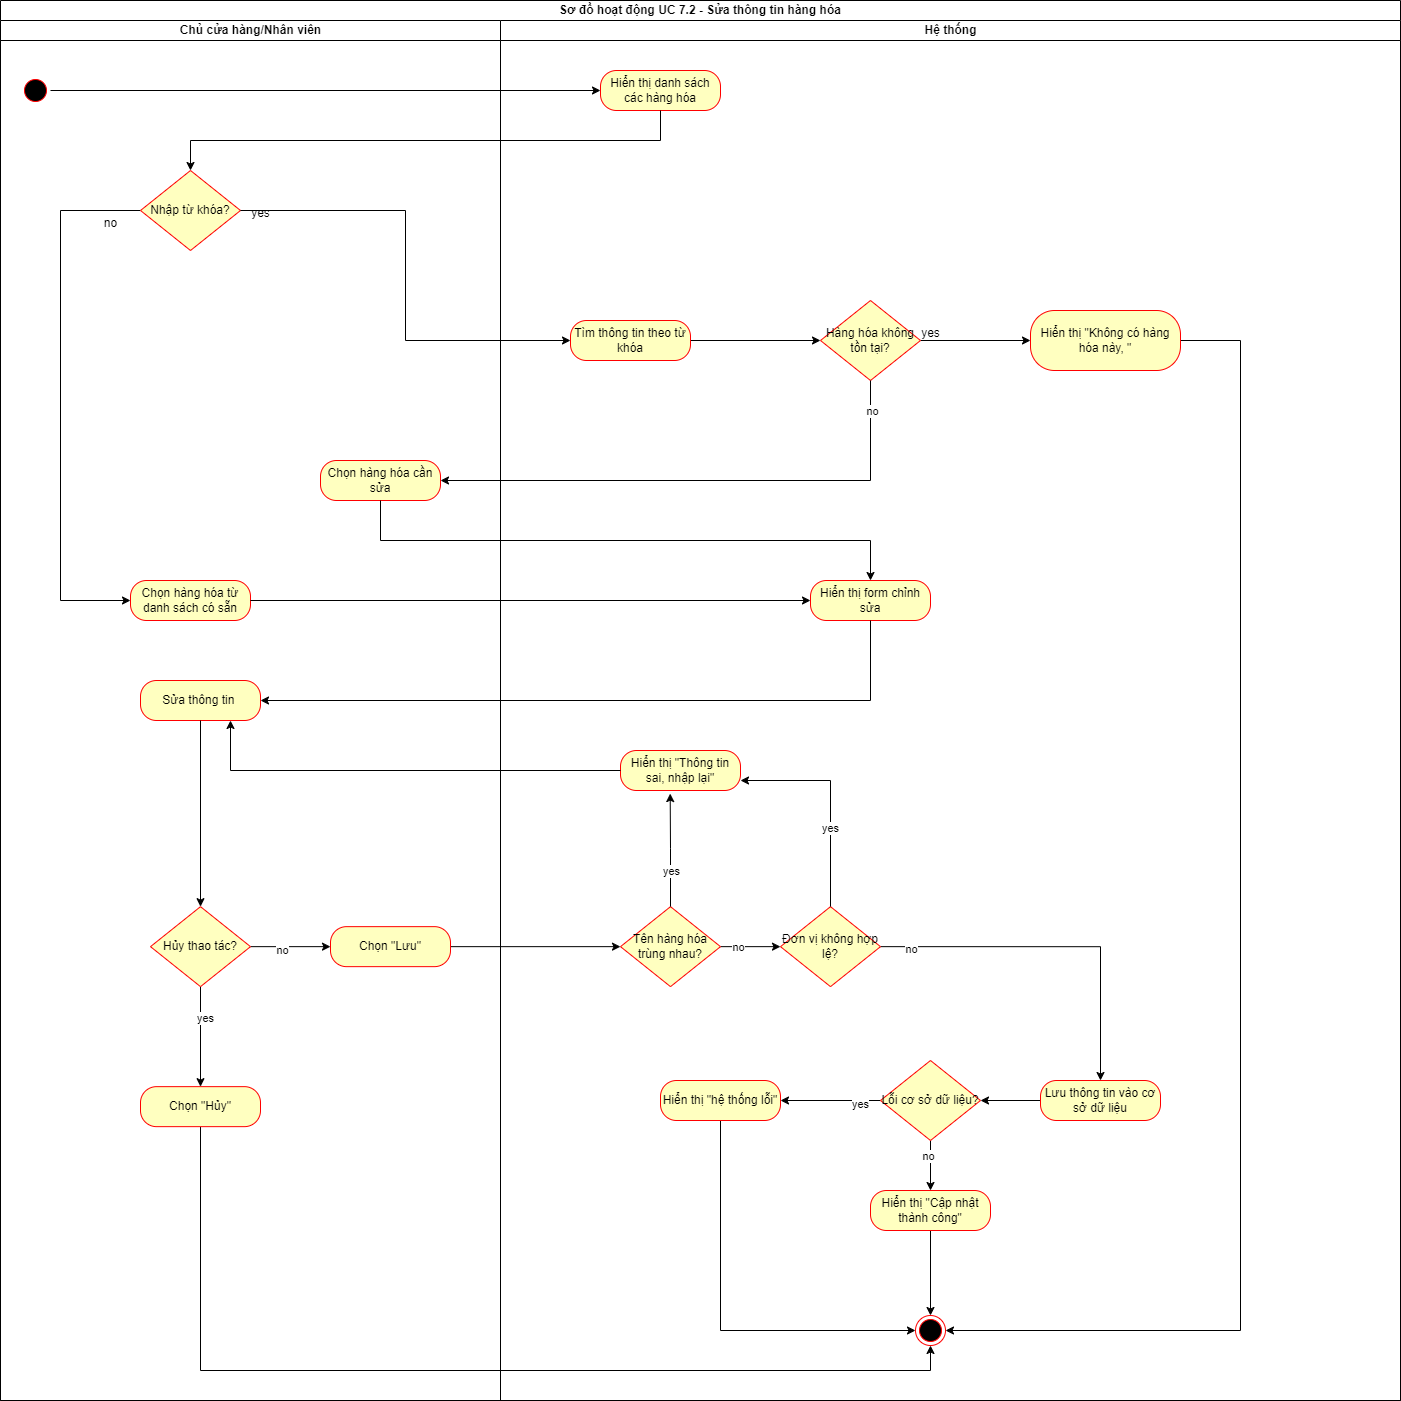 Sơ đồ hoạt động UC 7.2 - Sửa thông tin hàng hóa
Chủ cửa hàng/Nhân viên
Hệ thống
Hiển thị danh sách
các hàng hóa
Nhập từ khóa?
no
yes
Tìm thông tin theo từ
khóa
Hàng hóa không
tồn tại?
yes
Hiển thị "Không có hàng
hóa này, "
no
Chọn hàng hóa cần
sửa
Chọn hàng hóa từ
danh sách có sẵn
Hiển thị form chỉnh
sửa
Sửa thông tin
Hiển thị "Thông tin
sai, nhập lại"
yes
yes
Hủy thao tác?
no
Chọn "Lưu"
Tên hàng hóa
trùng nhau?
no
Đơn vị không hợp
lệ?
no
yes
Chọn "Hủy"
Hiển thị "hệ thống lỗi"
yes
Lỗi cơ sở dữ liệu?
Lưu thông tin vào cơ
sở dữ liệu
no
Hiển thị "Cập nhật
thành công"